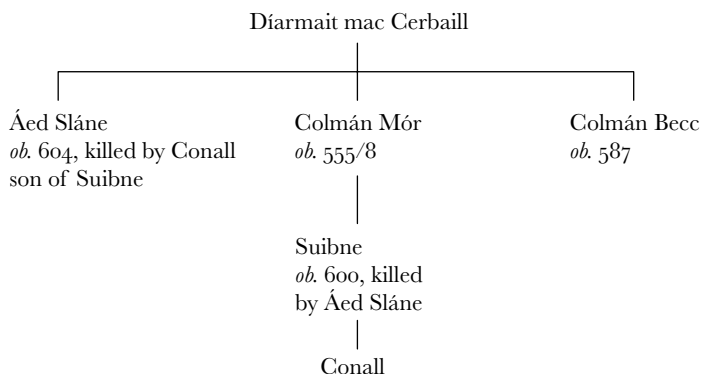 Díarmait mac Cerbaill
Áed Sláne
ob. 604, killed by Conall
son of Suibne
Colmán Mór
ob. 555/8
Colmán Becc
ob. 587
Suibne
ob. 600, killed
by Áed Sláne
Conall